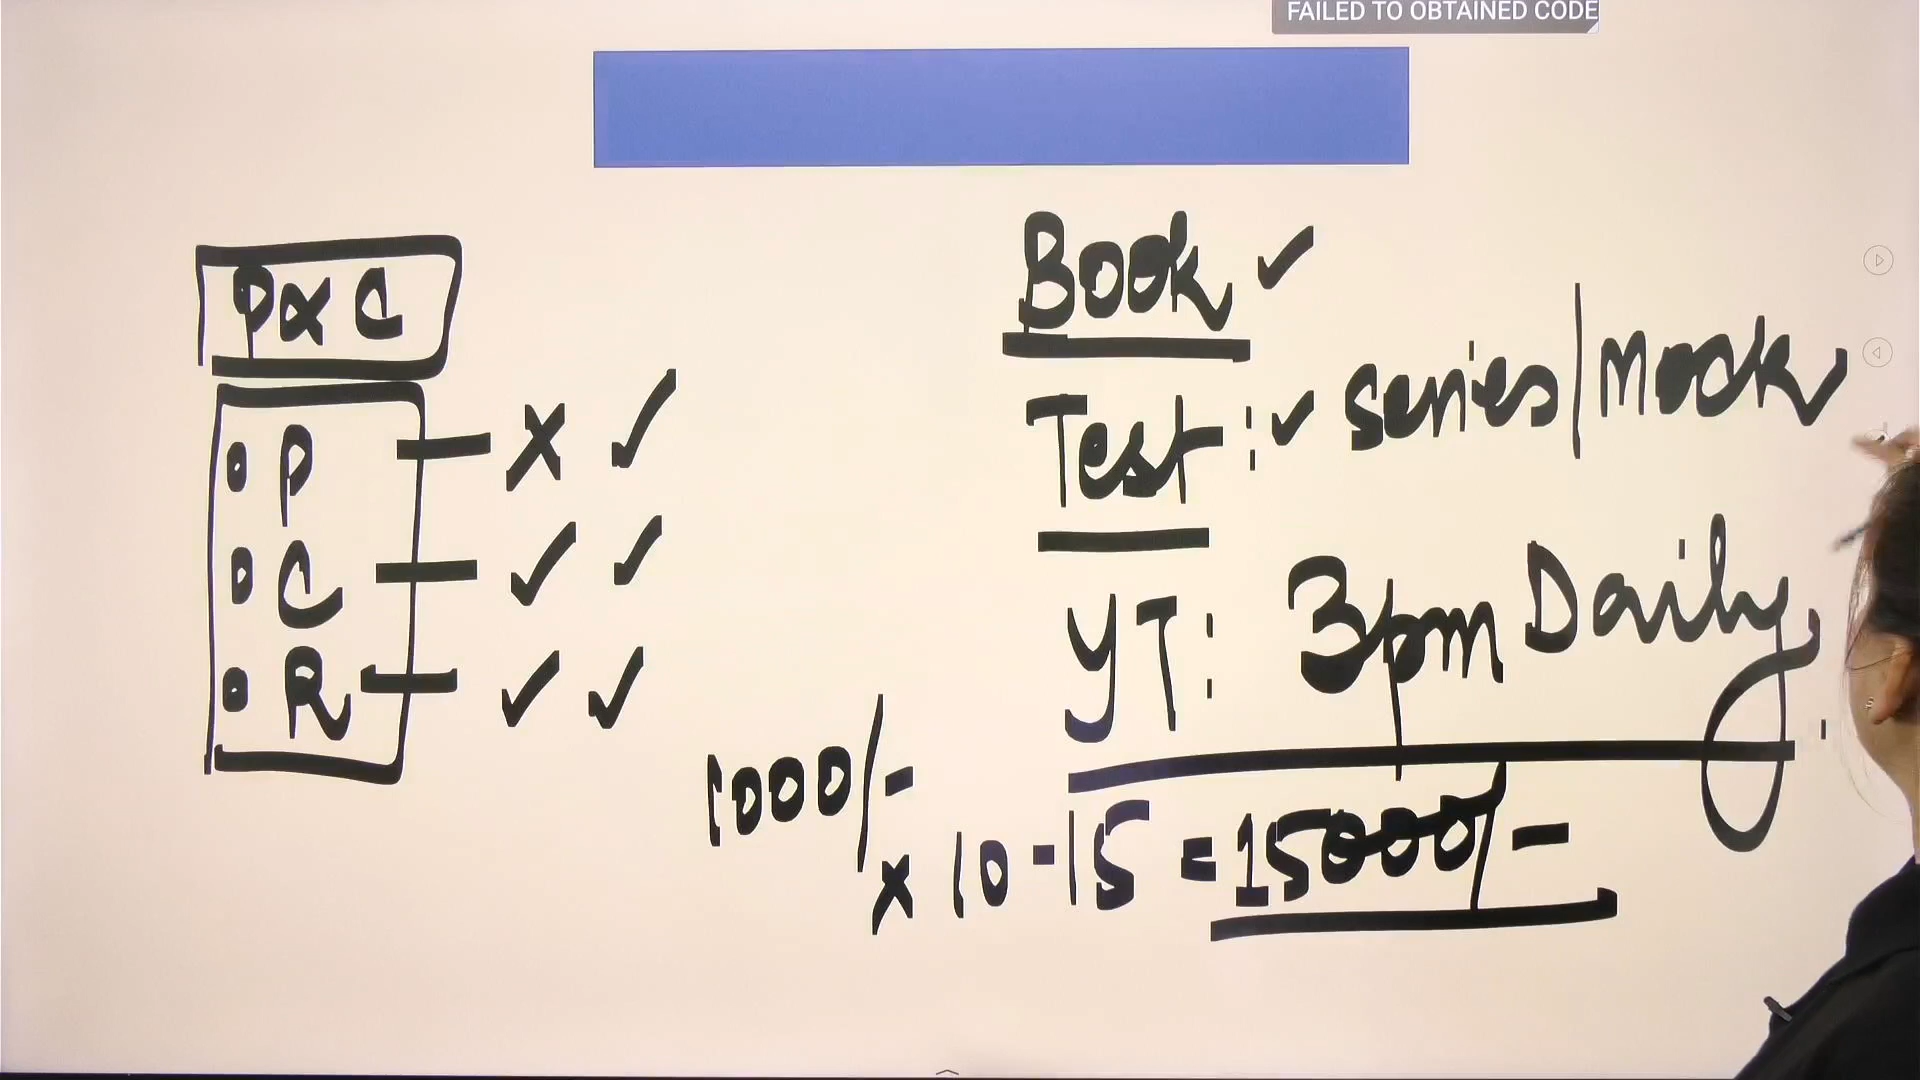 FAILED TO OBTAINED CODE
P & C
• P - × ✓
• C - ✓ ✓
• R - ✓ ✓
Book ✓
Test : ✓ series / Mock
YT : 3pm Daily
1000/-
× 10 - 15 = 15000/-